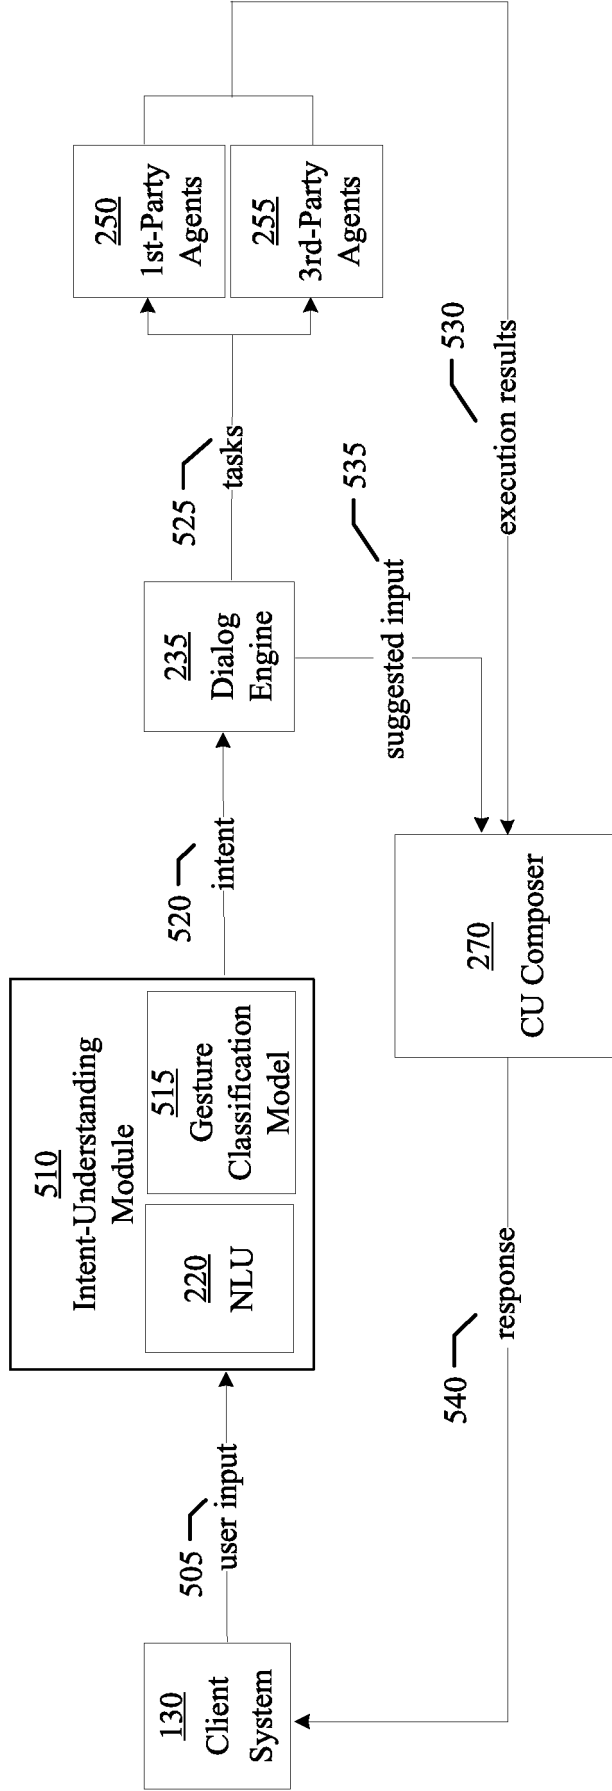 130
Client
System
505
user input
510
Intent-Understanding
Module
220
NLU
515
Gesture
Classification
Model
520
intent
235
Dialog
Engine
525
tasks
250
1st-Party
Agents
255
3rd-Party
Agents
530
execution results
535
suggested input
270
CU Composer
540
response